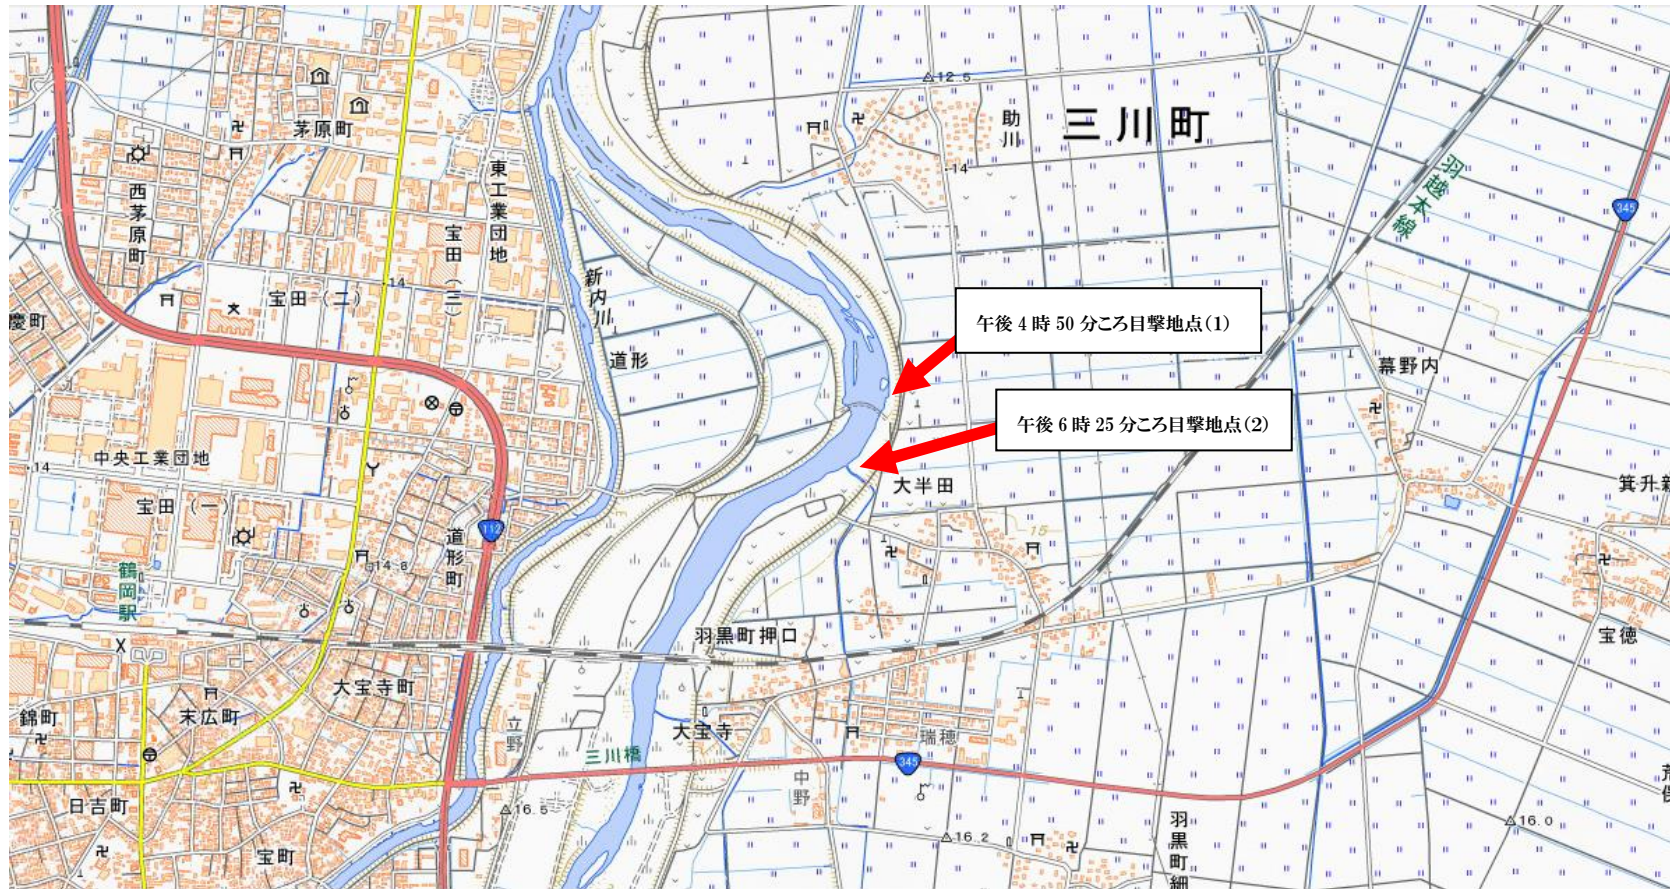 12.5
三川町
助川
茅原町
14
東工業団地
西茅原町
羽越本線
345
宝田(三)
新内川
14
宝田(二)
午後4時50分ころ目撃地点(1)
道形
幕野内
午後6時25分ころ目撃地点(2)
中央工業団地
14
大半田
宝田(一)
112
道形町
15
14.8
鶴岡駅
羽黒町押口
宝徳
大宝寺町
末広町
錦町
立野
大宝寺
瑞穂
三川橋
345
中野
日吉町
16.5
16.2
16.0
宝町
羽黒町細